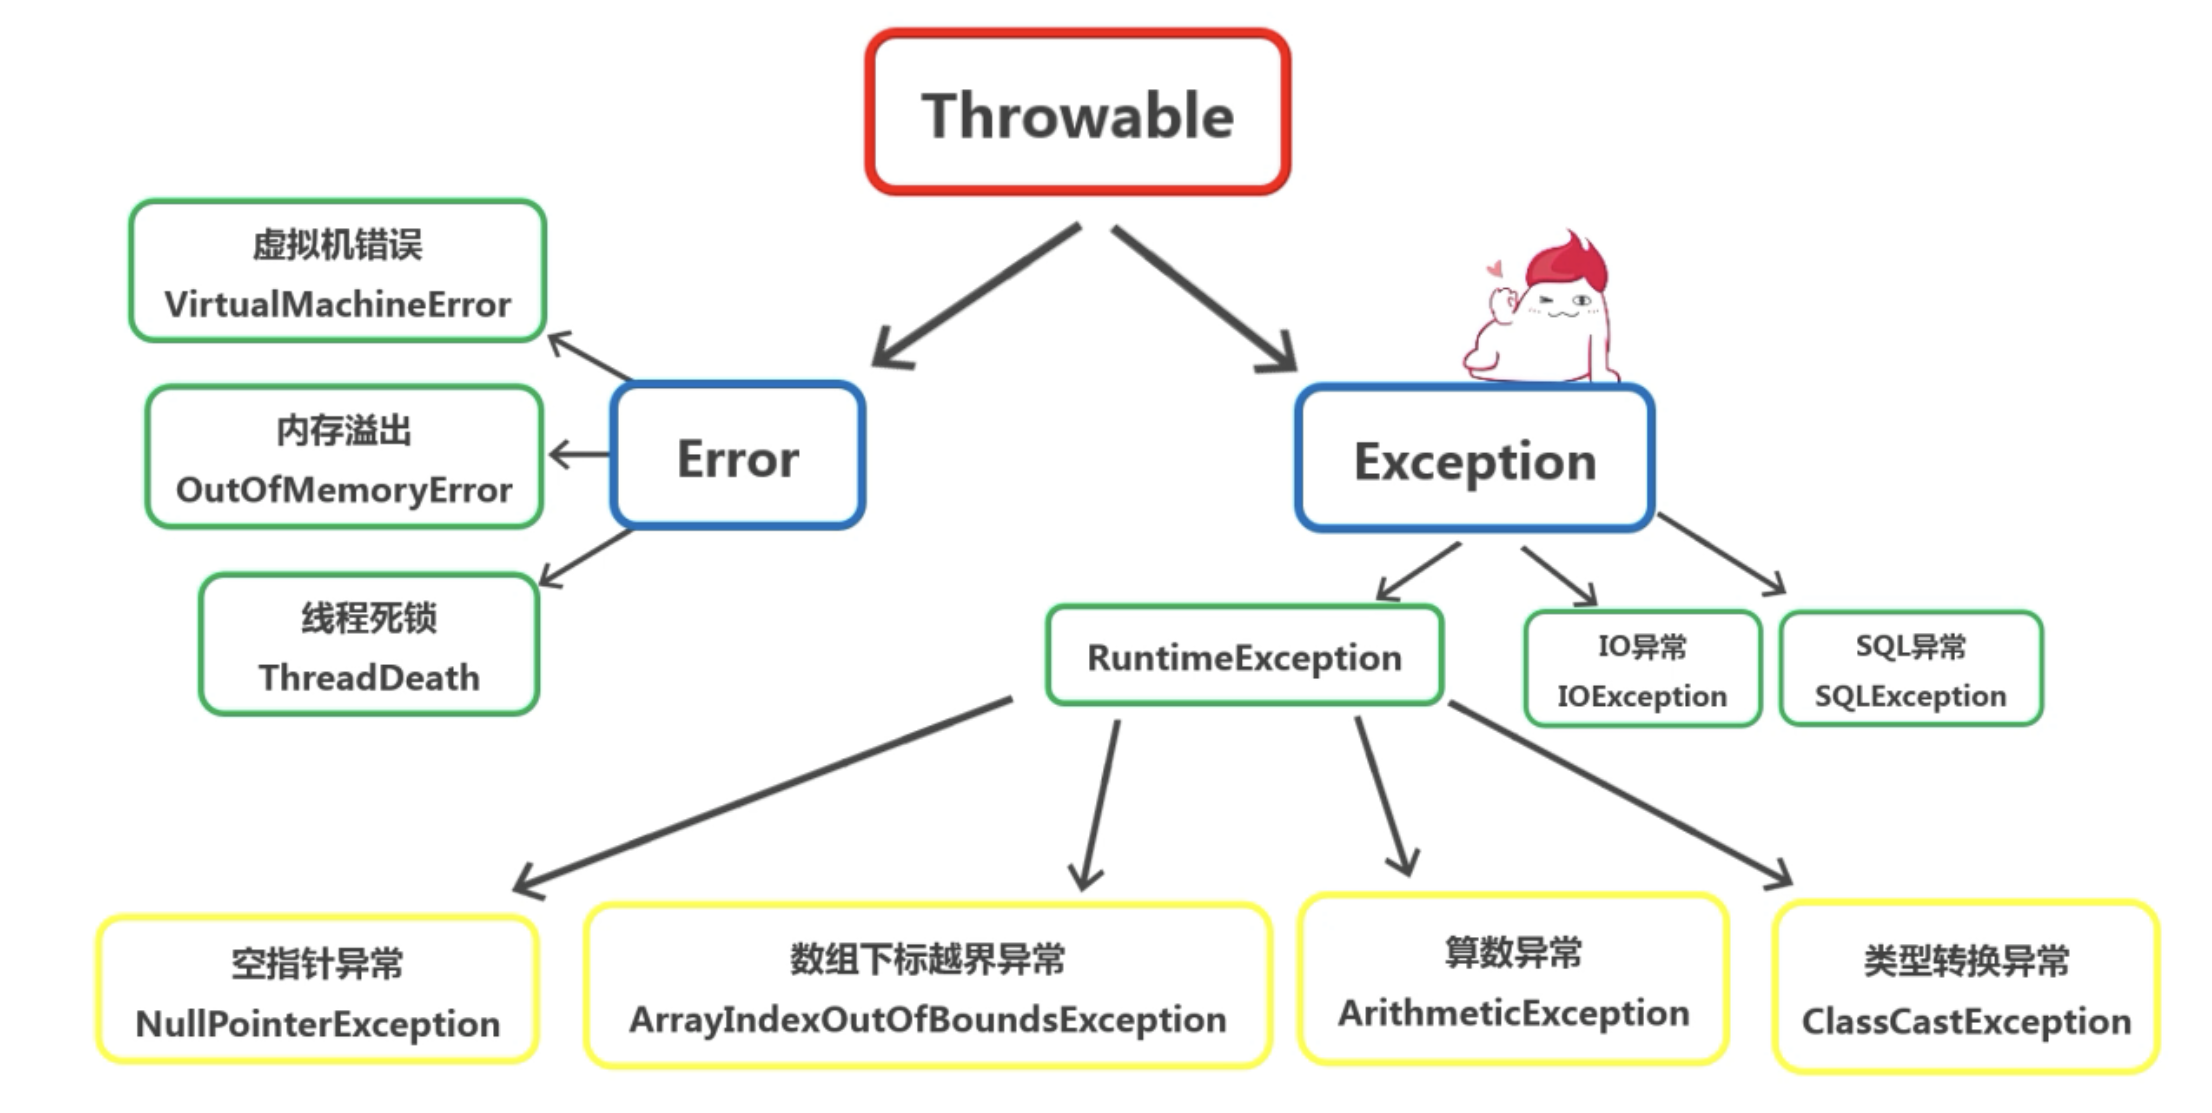 Throwable
虚拟机错误
VirtualMachineError
内存溢出
OutOfMemoryError
线程死锁
ThreadDeath
Error
Exception
RuntimeException
IO异常
IOException
SQL异常
SQLException
空指针异常
NullPointerException
数组下标越界异常
ArrayIndexOutOfBoundsException
算数异常
ArithmeticException
类型转换异常
ClassCastException